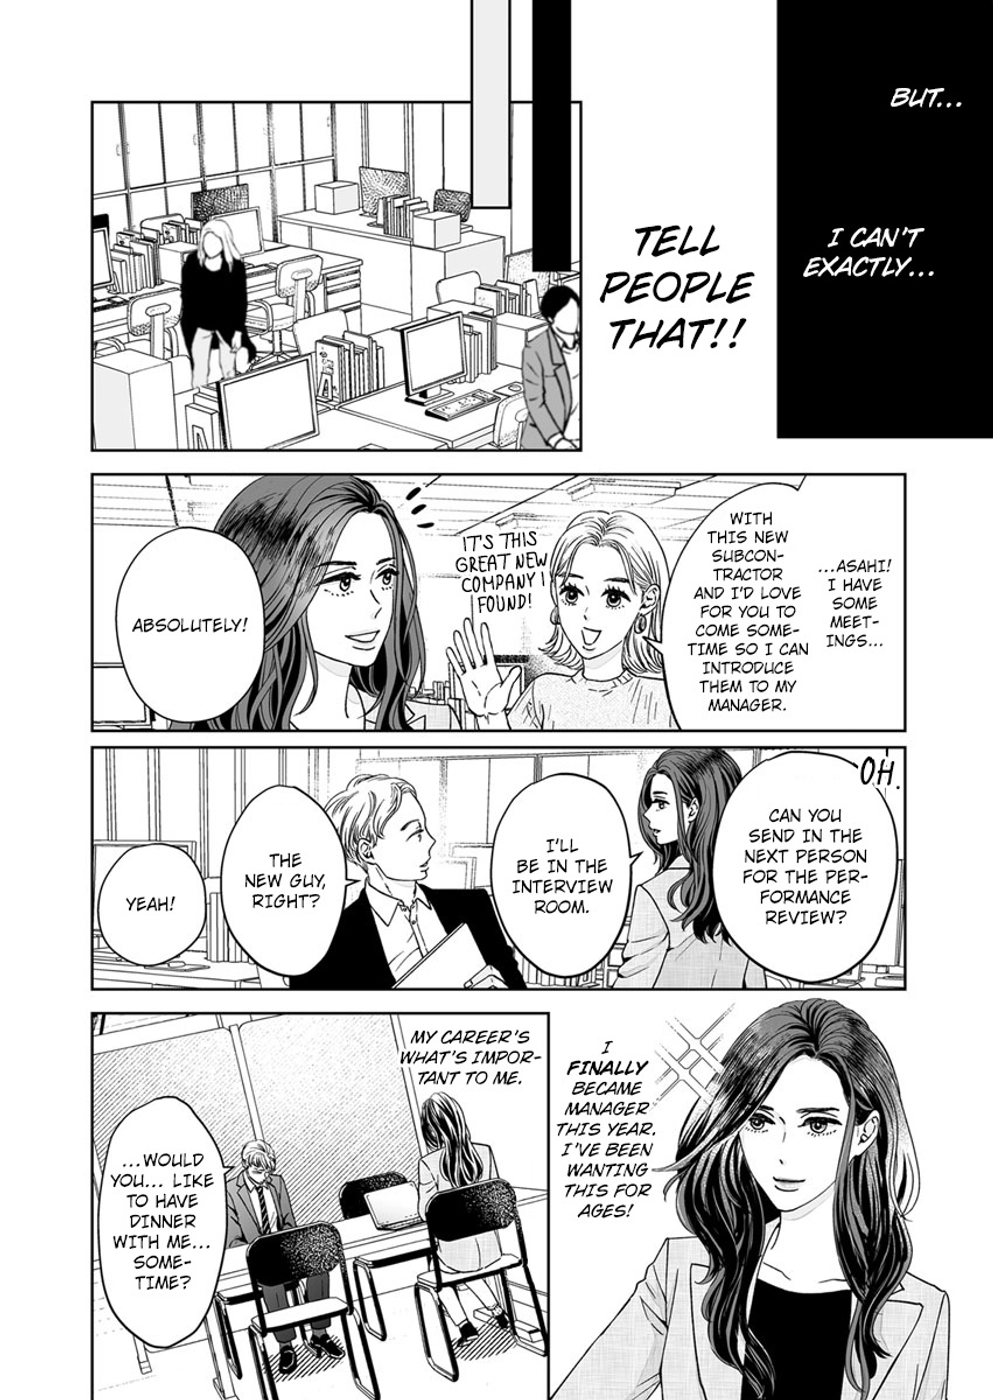 BUT...
I CAN'T
EXACTLY...
TELL
PEOPLE
THAT!!
...ASAHI!
I HAVE
SOME
MEET-
INGS...
WITH
THIS NEW
SUBCON-
TRACTOR
AND I'D LOVE
FOR YOU TO
COME SOME-
TIME SO I CAN
INTRODUCE
THEM TO MY
MANAGER.
IT'S THIS
GREAT NEW
COMPANY I
FOUND!
ABSOLUTELY!
OH.
CAN YOU
SEND IN THE
NEXT PERSON
FOR THE PER-
FORMANCE
REVIEW?
I'LL
BE IN THE
INTERVIEW
ROOM.
THE
NEW GUY,
RIGHT?
YEAH!
I
FINALLY
BECAME
MANAGER
THIS YEAR.
I'VE BEEN
WANTING
THIS FOR
AGES!
MY CAREER'S
WHAT'S IMPOR-
TANT TO ME.
...WOULD
YOU... LIKE
TO HAVE
DINNER
WITH ME...
SOME-
TIME?